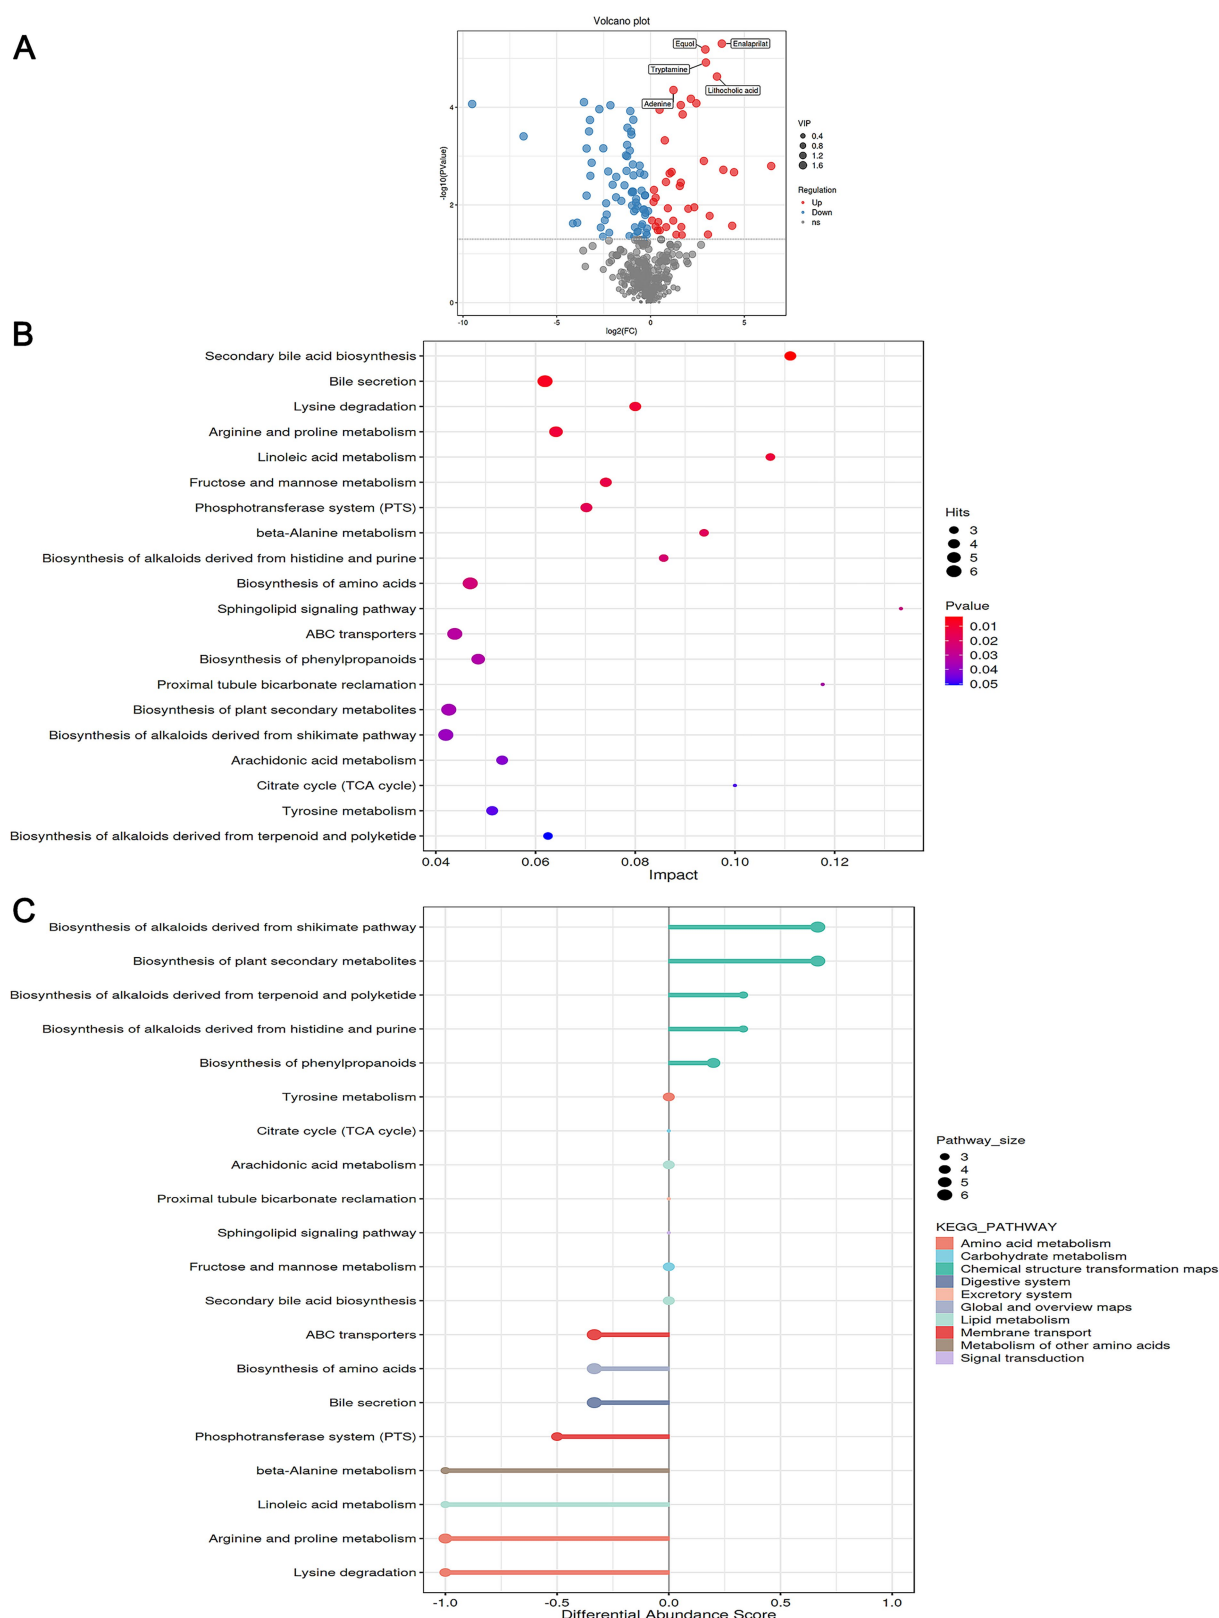 A
Volcano plot
Equol
Enalaprilat
Tryptamine
Lithocholic acid
Adenine
-log10(PValue)
4
2
0
-10
-5
0
5
log2(FC)
VIP
0.4
0.8
1.2
1.6
Regulation
Up
Down
ns
B
Secondary bile acid biosynthesis
Bile secretion
Lysine degradation
Arginine and proline metabolism
Linoleic acid metabolism
Fructose and mannose metabolism
Phosphotransferase system (PTS)
beta-Alanine metabolism
Biosynthesis of alkaloids derived from histidine and purine
Biosynthesis of amino acids
Sphingolipid signaling pathway
ABC transporters
Biosynthesis of phenylpropanoids
Proximal tubule bicarbonate reclamation
Biosynthesis of plant secondary metabolites
Biosynthesis of alkaloids derived from shikimate pathway
Arachidonic acid metabolism
Citrate cycle (TCA cycle)
Tyrosine metabolism
Biosynthesis of alkaloids derived from terpenoid and polyketide
0.04
0.06
0.08
0.10
0.12
Impact
Hits
3
4
5
6
Pvalue
0.01
0.02
0.03
0.04
0.05
C
Biosynthesis of alkaloids derived from shikimate pathway
Biosynthesis of plant secondary metabolites
Biosynthesis of alkaloids derived from terpenoid and polyketide
Biosynthesis of alkaloids derived from histidine and purine
Biosynthesis of phenylpropanoids
Tyrosine metabolism
Citrate cycle (TCA cycle)
Arachidonic acid metabolism
Proximal tubule bicarbonate reclamation
Sphingolipid signaling pathway
Fructose and mannose metabolism
Secondary bile acid biosynthesis
ABC transporters
Biosynthesis of amino acids
Bile secretion
Phosphotransferase system (PTS)
beta-Alanine metabolism
Linoleic acid metabolism
Arginine and proline metabolism
Lysine degradation
-1.0
-0.5
0.0
0.5
1.0
Differential Abundance Score
Pathway_size
3
4
5
6
KEGG_PATHWAY
Amino acid metabolism
Carbohydrate metabolism
Chemical structure transformation maps
Digestive system
Excretory system
Global and overview maps
Lipid metabolism
Membrane transport
Metabolism of other amino acids
Signal transduction